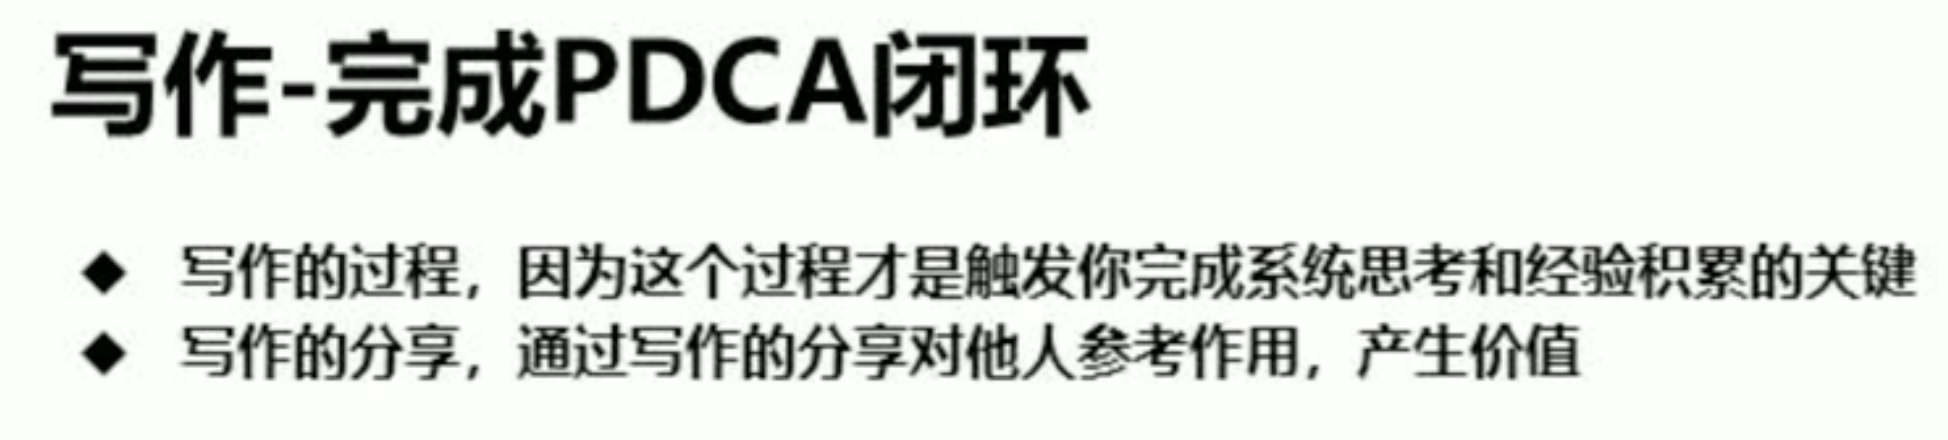 写作-完成PDCA闭环
◆ 写作的过程，因为这个过程才是触发你完成系统思考和经验积累的关键
◆ 写作的分享，通过写作的分享对他人参考作用，产生价值